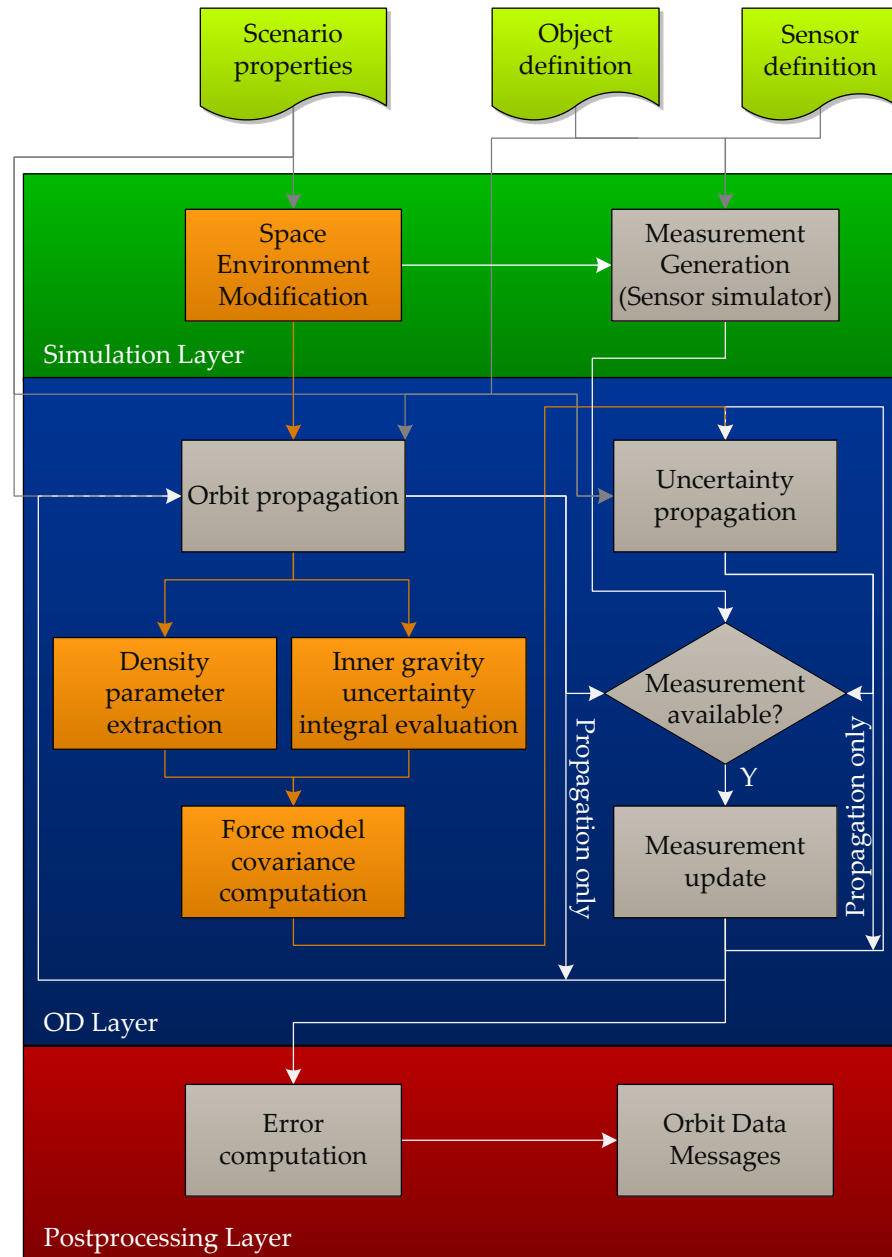 Scenario
properties
Object
definition
Sensor
definition
Space
Environment
Modification
Measurement
Generation
(Sensor simulator)
Simulation Layer
Orbit propagation
Uncertainty
propagation
Density
parameter
extraction
Inner gravity
uncertainty
integral evaluation
Measurement
available?
Propagation only
Propagation only
Y
Force model
covariance
computation
Measurement
update
OD Layer
Error
computation
Orbit Data
Messages
Postprocessing Layer